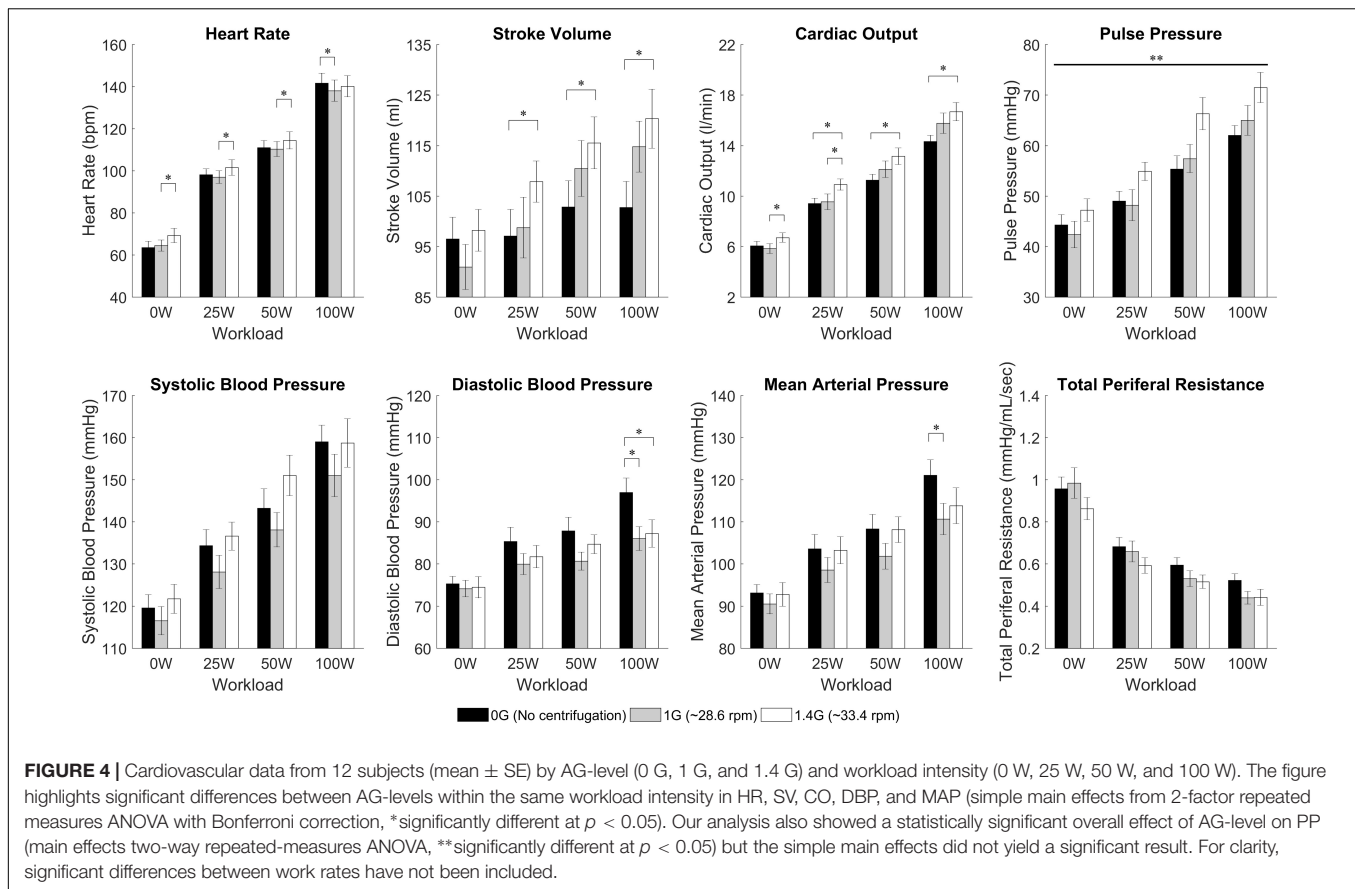 Heart Rate
160
140
120
100
80
60
40
Heart Rate (bpm)
*
*
*
*
0W 25W 50W 100W
Workload
Stroke Volume
135
125
115
105
95
85
Stroke Volume (ml)
*
*
*
0W 25W 50W 100W
Workload
Cardiac Output
22
18
14
10
6
2
Cardiac Output (l/min)
*
*
*
*
*
0W 25W 50W 100W
Workload
Pulse Pressure
80
70
60
50
40
30
Pulse Pressure (mmHg)
**
0W 25W 50W 100W
Workload
Systolic Blood Pressure
170
160
150
140
130
120
110
Systolic Blood Pressure (mmHg)
0W 25W 50W 100W
Workload
Diastolic Blood Pressure
120
110
100
90
80
70
60
Diastolic Blood Pressure (mmHg)
*
*
0W 25W 50W 100W
Workload
Mean Arterial Pressure
140
130
120
110
100
90
80
Mean Arterial Pressure (mmHg)
*
0W 25W 50W 100W
Workload
Total Periferal Resistance
1.4
1.2
1
0.8
0.6
0.4
0.2
Total Periferal Resistance (mmHg/mL/sec)
0W 25W 50W 100W
Workload
0G (No centrifugation) 1G (~28.6 rpm) 1.4G (~33.4 rpm)
FIGURE 4 | Cardiovascular data from 12 subjects (mean ± SE) by AG-level (0 G, 1 G, and 1.4 G) and workload intensity (0 W, 25 W, 50 W, and 100 W). The figure
highlights significant differences between AG-levels within the same workload intensity in HR, SV, CO, DBP, and MAP (simple main effects from 2-factor repeated
measures ANOVA with Bonferroni correction, *significantly different at p < 0.05). Our analysis also showed a statistically significant overall effect of AG-level on PP
(main effects two-way repeated-measures ANOVA, **significantly different at p < 0.05) but the simple main effects did not yield a significant result. For clarity,
significant differences between work rates have not been included.